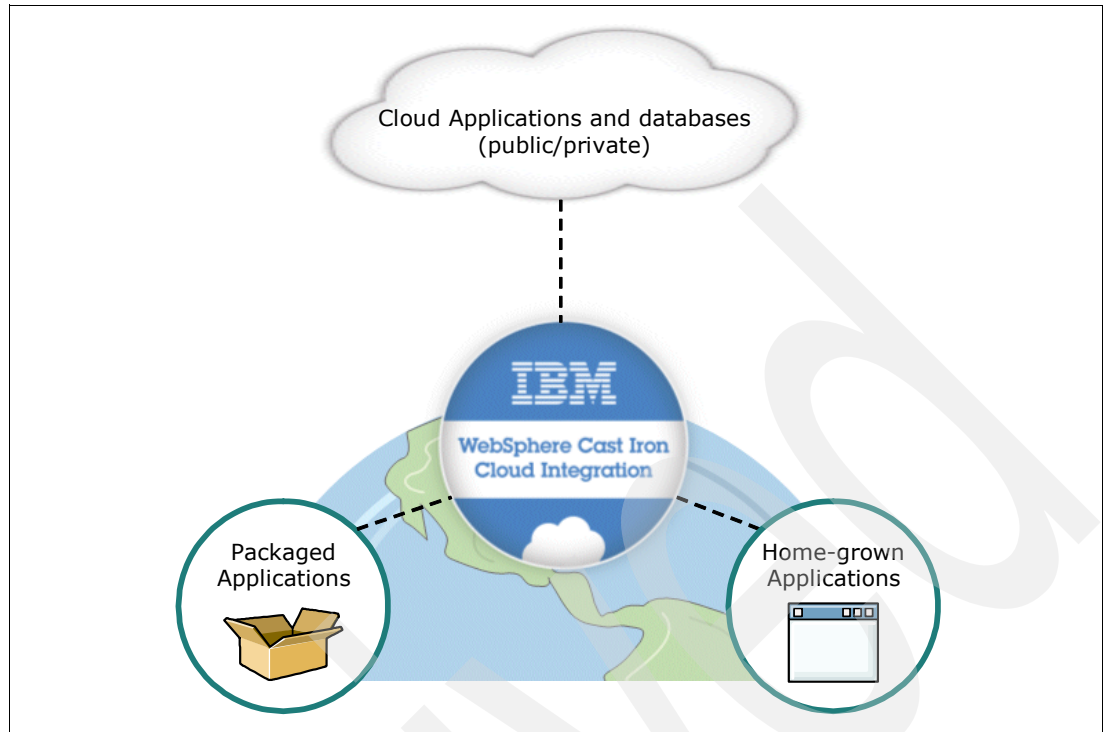 Cloud Applications and databases
(public/private)
IBM
WebSphere Cast Iron
Cloud Integration
Packaged
Applications
Home-grown
Applications